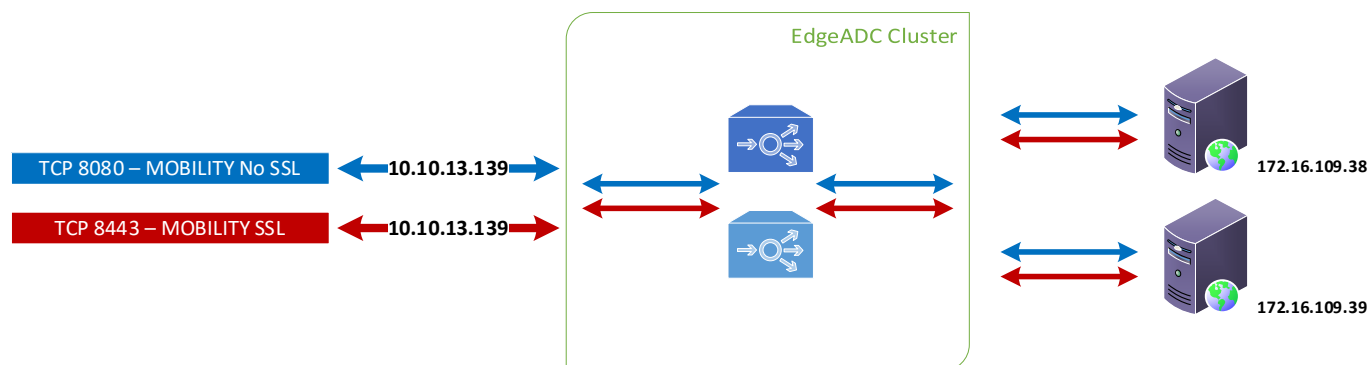 EdgeADC Cluster
TCP 8080 – MOBILITY No SSL
10.10.13.139
172.16.109.38
TCP 8443 – MOBILITY SSL
10.10.13.139
172.16.109.39